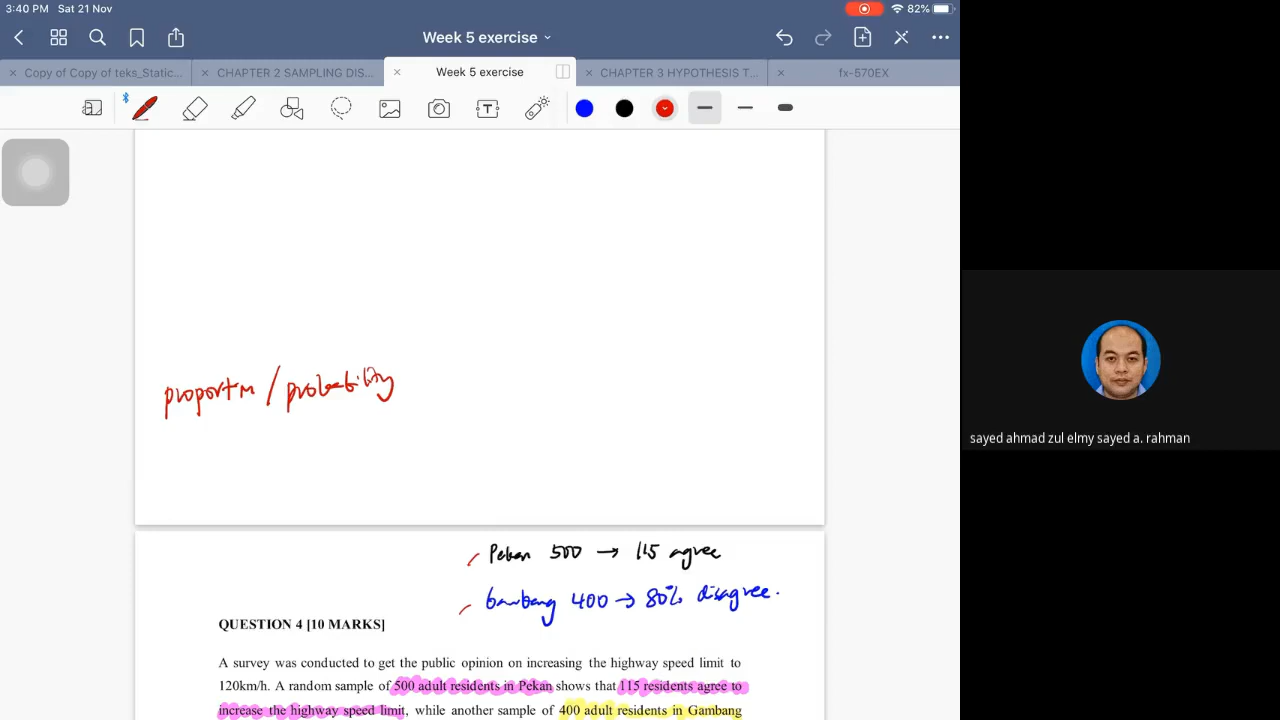 3:40 PM Sat 21 Nov
82%
Week 5 exercise
Copy of Copy of teks_Static...
CHAPTER 2 SAMPLING DIS...
Week 5 exercise
CHAPTER 3 HYPOTHESIS T...
fx-570EX
T
proportn / probability
Pekan 500 → 115 agree
Gambang 400 → 80% disagree.
QUESTION 4 [10 MARKS]
A survey was conducted to get the public opinion on increasing the highway speed limit to
120km/h. A random sample of 500 adult residents in Pekan shows that 115 residents agree to
increase the highway speed limit, while another sample of 400 adult residents in Gambang
sayed ahmad zul elmy sayed a. rahman